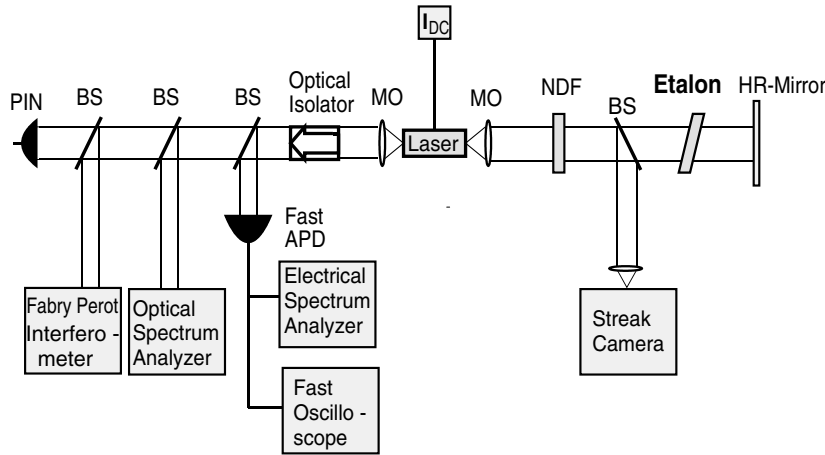 I_DC
PIN
BS
BS
BS
Optical
Isolator
MO
MO
NDF
BS
Etalon
HR-Mirror
Laser
Fast
APD
Fabry Perot
Interfero -
meter
Optical
Spectrum
Analyzer
Electrical
Spectrum
Analyzer
Streak
Camera
Fast
Oscillo -
scope